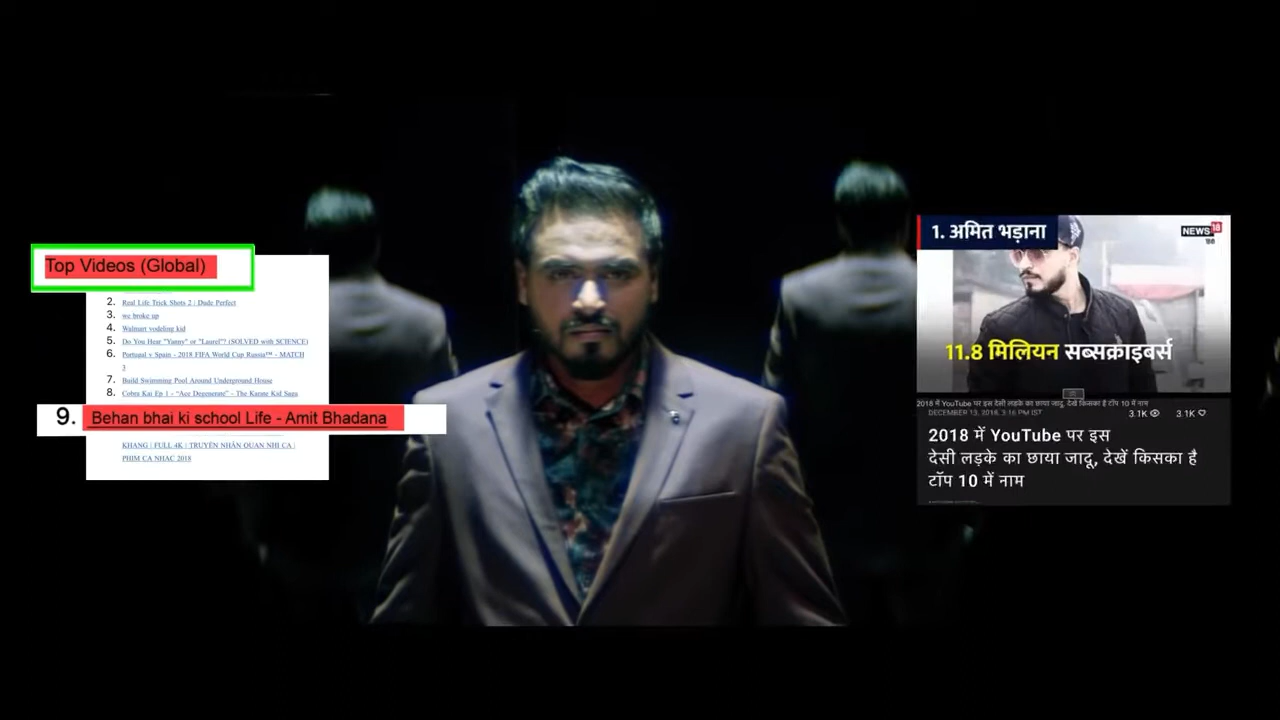 Top Videos (Global)
2. Real Life Trick Shots 2 | Dude Perfect
3. we broke up
4. Walmart yodeling kid
5. Do You Hear "Yanny" or "Laurel"? (SOLVED with SCIENCE)
6. Portugal v Spain - 2018 FIFA World Cup Russia™ - MATCH
3
7. Build Swimming Pool Around Underground House
8. Cobra Kai Ep 1 - “Ace Degenerate” - The Karate Kid Saga
9. Behan bhai ki school Life - Amit Bhadana
KHANG | FULL 4K | TRUYỀN NHÂN QUAN NHỊ CA |
PHIM CA NHẠC 2018
1. अमित भड़ाना
NEWS 18
हिंदी
11.8 मिलियन सब्सक्राइबर्स
2018 में YouTube पर इस देसी लड़के का छाया जादू, देखें किसका है टॉप 10 में नाम
DECEMBER 13, 2018, 3:16 PM IST
3.1K 3.1K
2018 में YouTube पर इस
देसी लड़के का छाया जादू, देखें किसका है
टॉप 10 में नाम